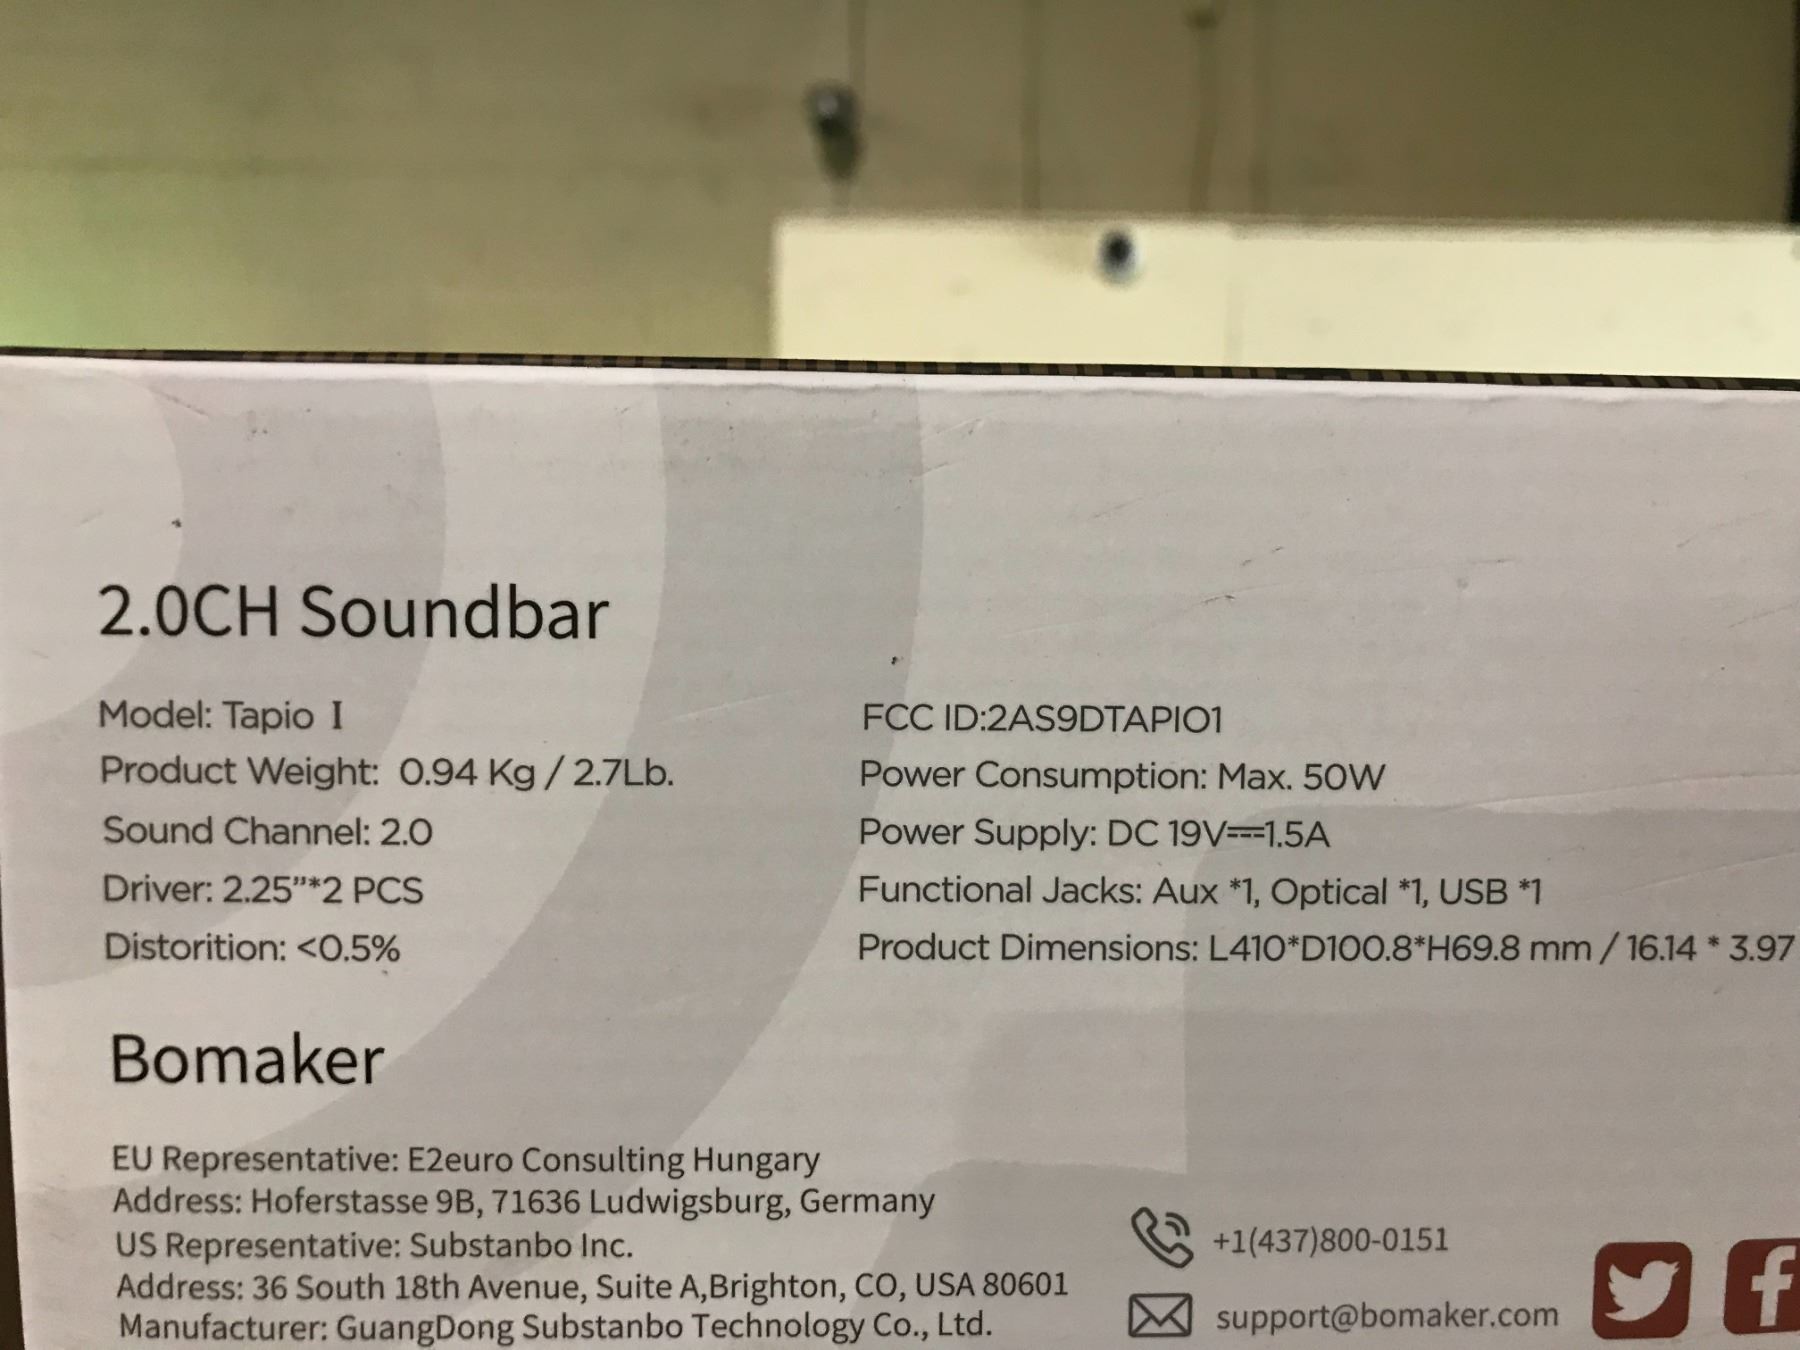 2.0CH Soundbar
Model: Tapio I
Product Weight: 0.94 Kg / 2.7Lb.
Sound Channel: 2.0
Driver: 2.25"*2 PCS
Distorition: <0.5%
FCC ID:2AS9DTAPIO1
Power Consumption: Max. 50W
Power Supply: DC 19V⎓1.5A
Functional Jacks: Aux *1, Optical *1, USB *1
Product Dimensions: L410*D100.8*H69.8 mm / 16.14 * 3.97
Bomaker
EU Representative: E2euro Consulting Hungary
Address: Hoferstasse 9B, 71636 Ludwigsburg, Germany
US Representative: Substanbo Inc.
Address: 36 South 18th Avenue, Suite A,Brighton, CO, USA 80601
Manufacturer: GuangDong Substanbo Technology Co., Ltd.
+1(437)800-0151
support@bomaker.com
f